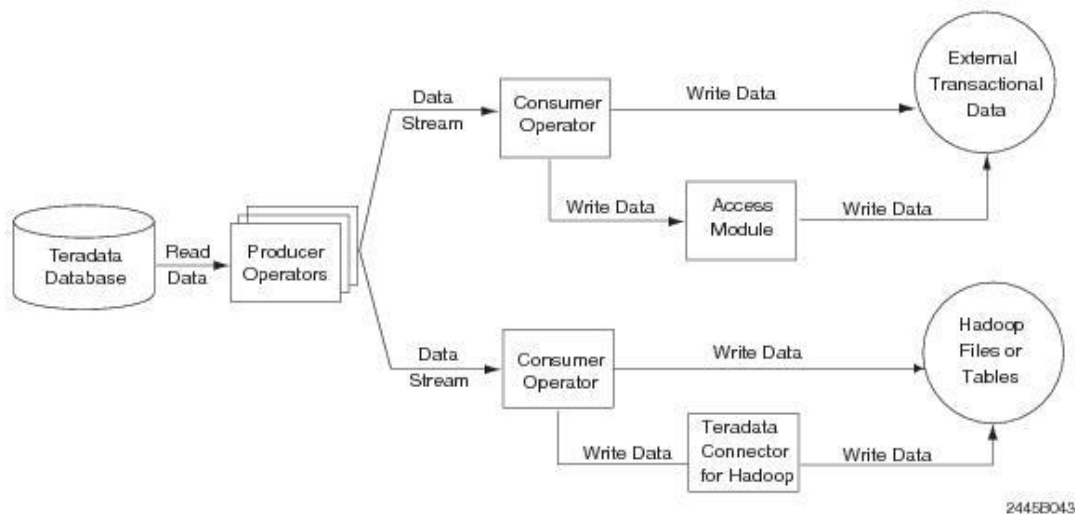 Teradata
Database
Read
Data
Producer
Operators
Data
Stream
Consumer
Operator
Write Data
External
Transactional
Data
Write Data
Access
Module
Write Data
Data
Stream
Consumer
Operator
Write Data
Hadoop
Files or
Tables
Write Data
Teradata
Connector
for Hadoop
Write Data
2445B043